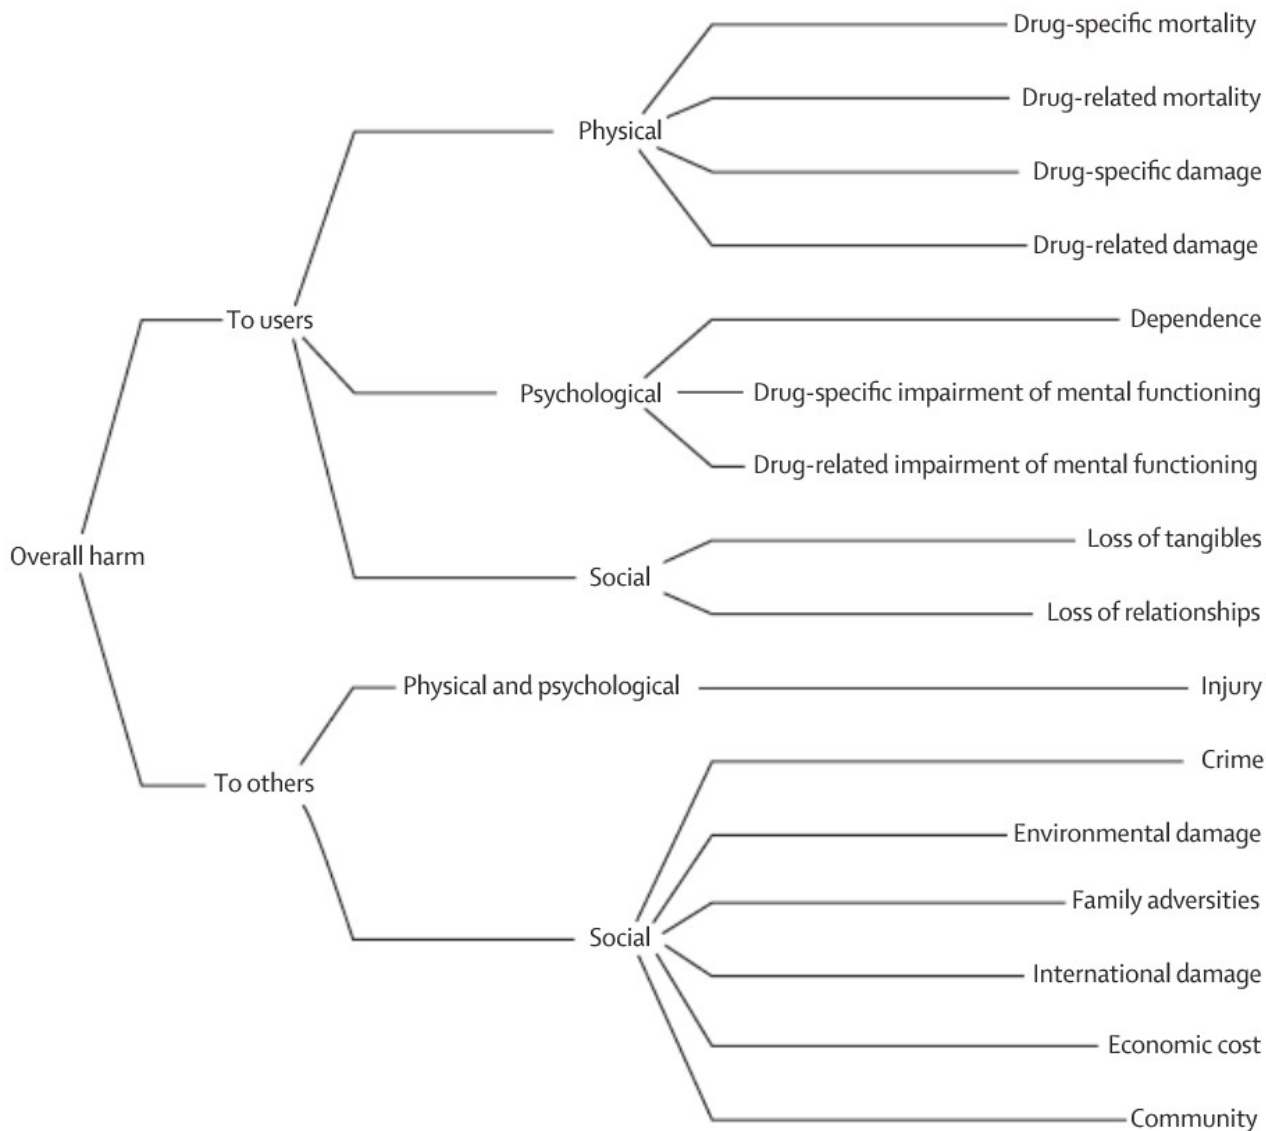 Drug-specific mortality
Drug-related mortality
Physical
Drug-specific damage
Drug-related damage
To users
Dependence
Psychological
Drug-specific impairment of mental functioning
Drug-related impairment of mental functioning
Overall harm
Loss of tangibles
Social
Loss of relationships
Physical and psychological
Injury
Crime
To others
Environmental damage
Family adversities
Social
International damage
Economic cost
Community